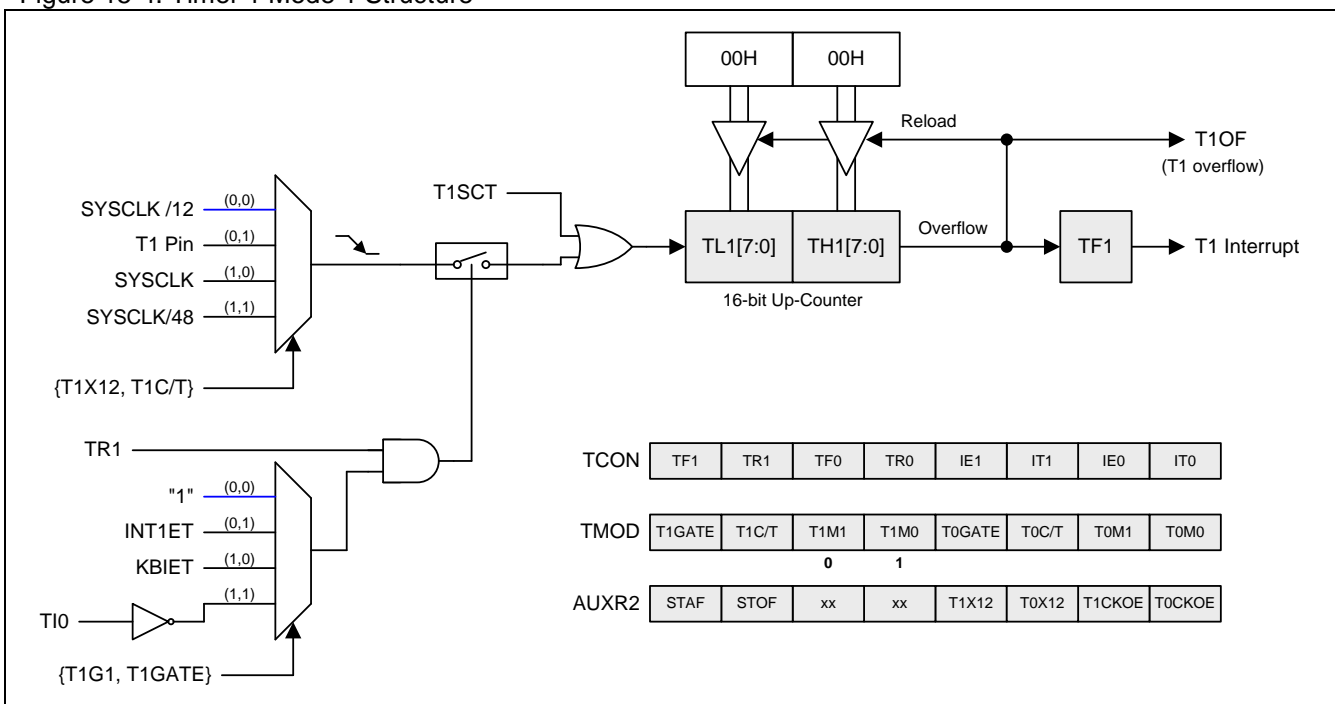 Figure 15-4. Timer 1 Mode 1 Structure
00H 00H
Reload
T1OF
(T1 overflow)
T1SCT
SYSCLK /12 (0,0)
T1 Pin (0,1)
SYSCLK (1,0)
SYSCLK/48 (1,1)
TL1[7:0] TH1[7:0]
Overflow
TF1
T1 Interrupt
16-bit Up-Counter
{T1X12, T1C/T}
TR1
"1" (0,0)
INT1ET (0,1)
KBIET (1,0)
(1,1)
TI0
{T1G1, T1GATE}
TCON TF1 TR1 TF0 TR0 IE1 IT1 IE0 IT0
TMOD T1GATE T1C/T T1M1 T1M0 T0GATE T0C/T T0M1 T0M0
0 1
AUXR2 STAF STOF xx xx T1X12 T0X12 T1CKOE T0CKOE